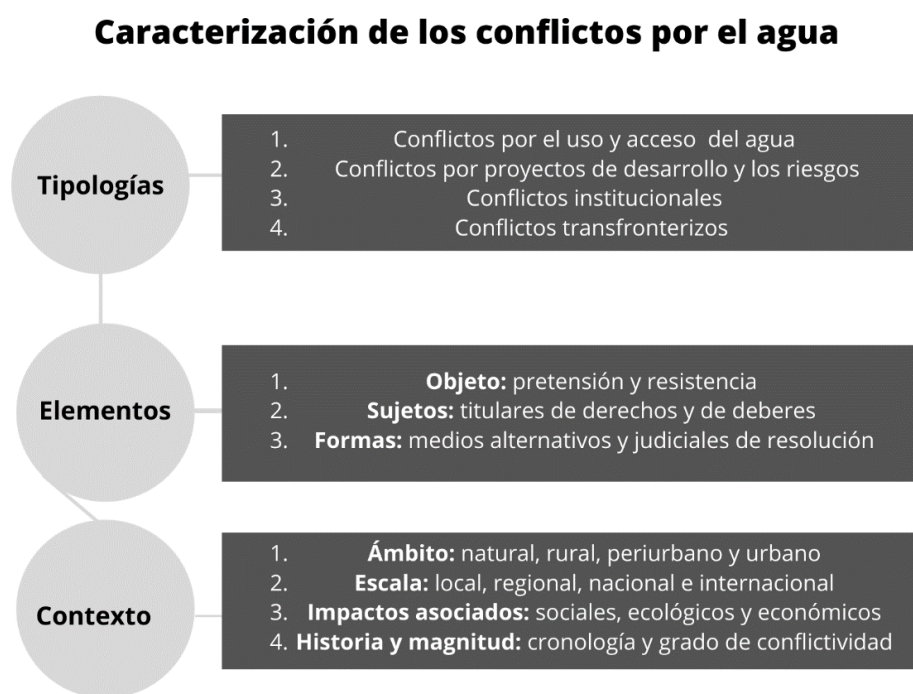 Caracterización de los conflictos por el agua
Tipologías
1. Conflictos por el uso y acceso del agua
2. Conflictos por proyectos de desarrollo y los riesgos
3. Conflictos institucionales
4. Conflictos transfronterizos
Elementos
1. Objeto: pretensión y resistencia
2. Sujetos: titulares de derechos y de deberes
3. Formas: medios alternativos y judiciales de resolución
Contexto
1. Ámbito: natural, rural, periurbano y urbano
2. Escala: local, regional, nacional e internacional
3. Impactos asociados: sociales, ecológicos y económicos
4. Historia y magnitud: cronología y grado de conflictividad